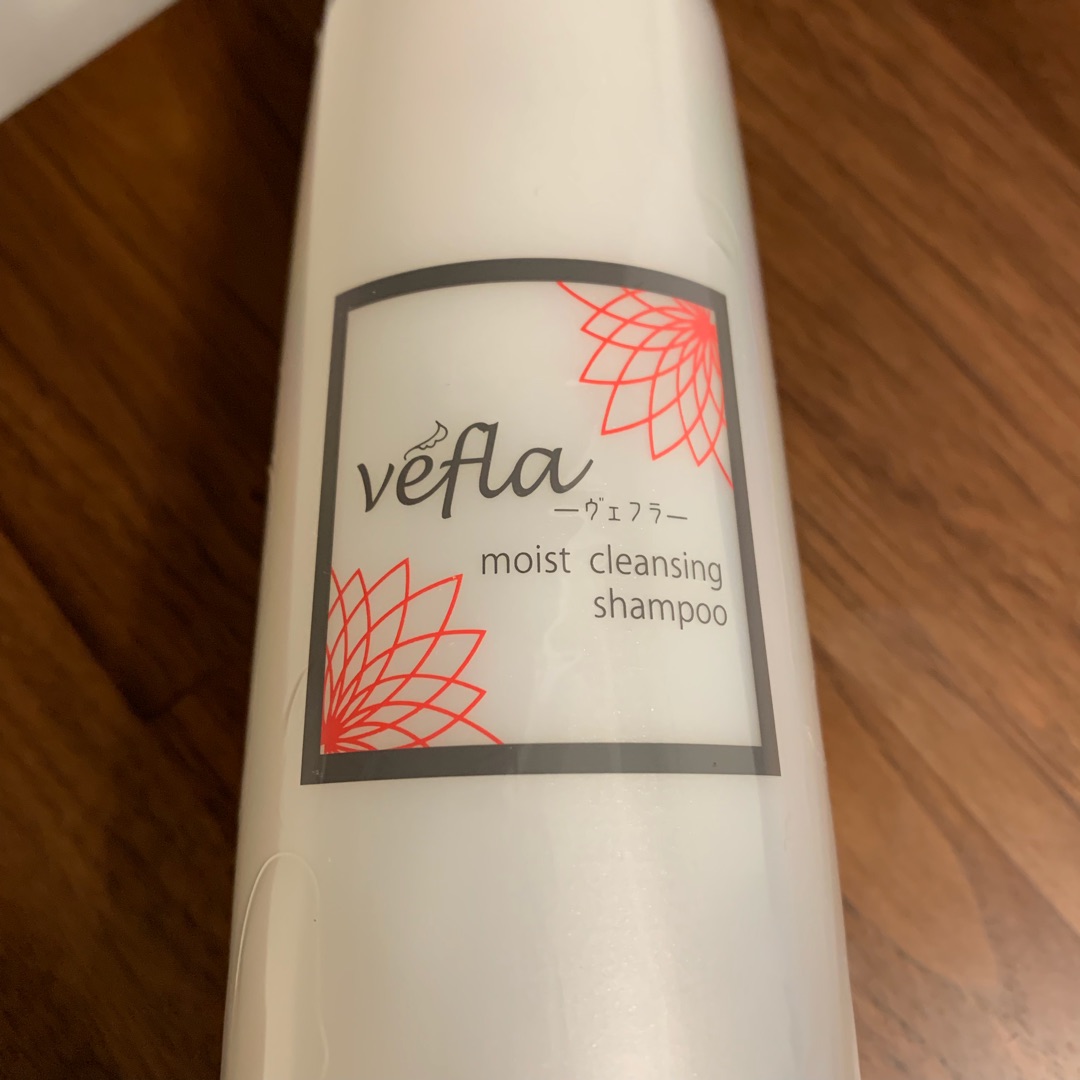 vefla
ーヴェフラー
moist cleansing
shampoo